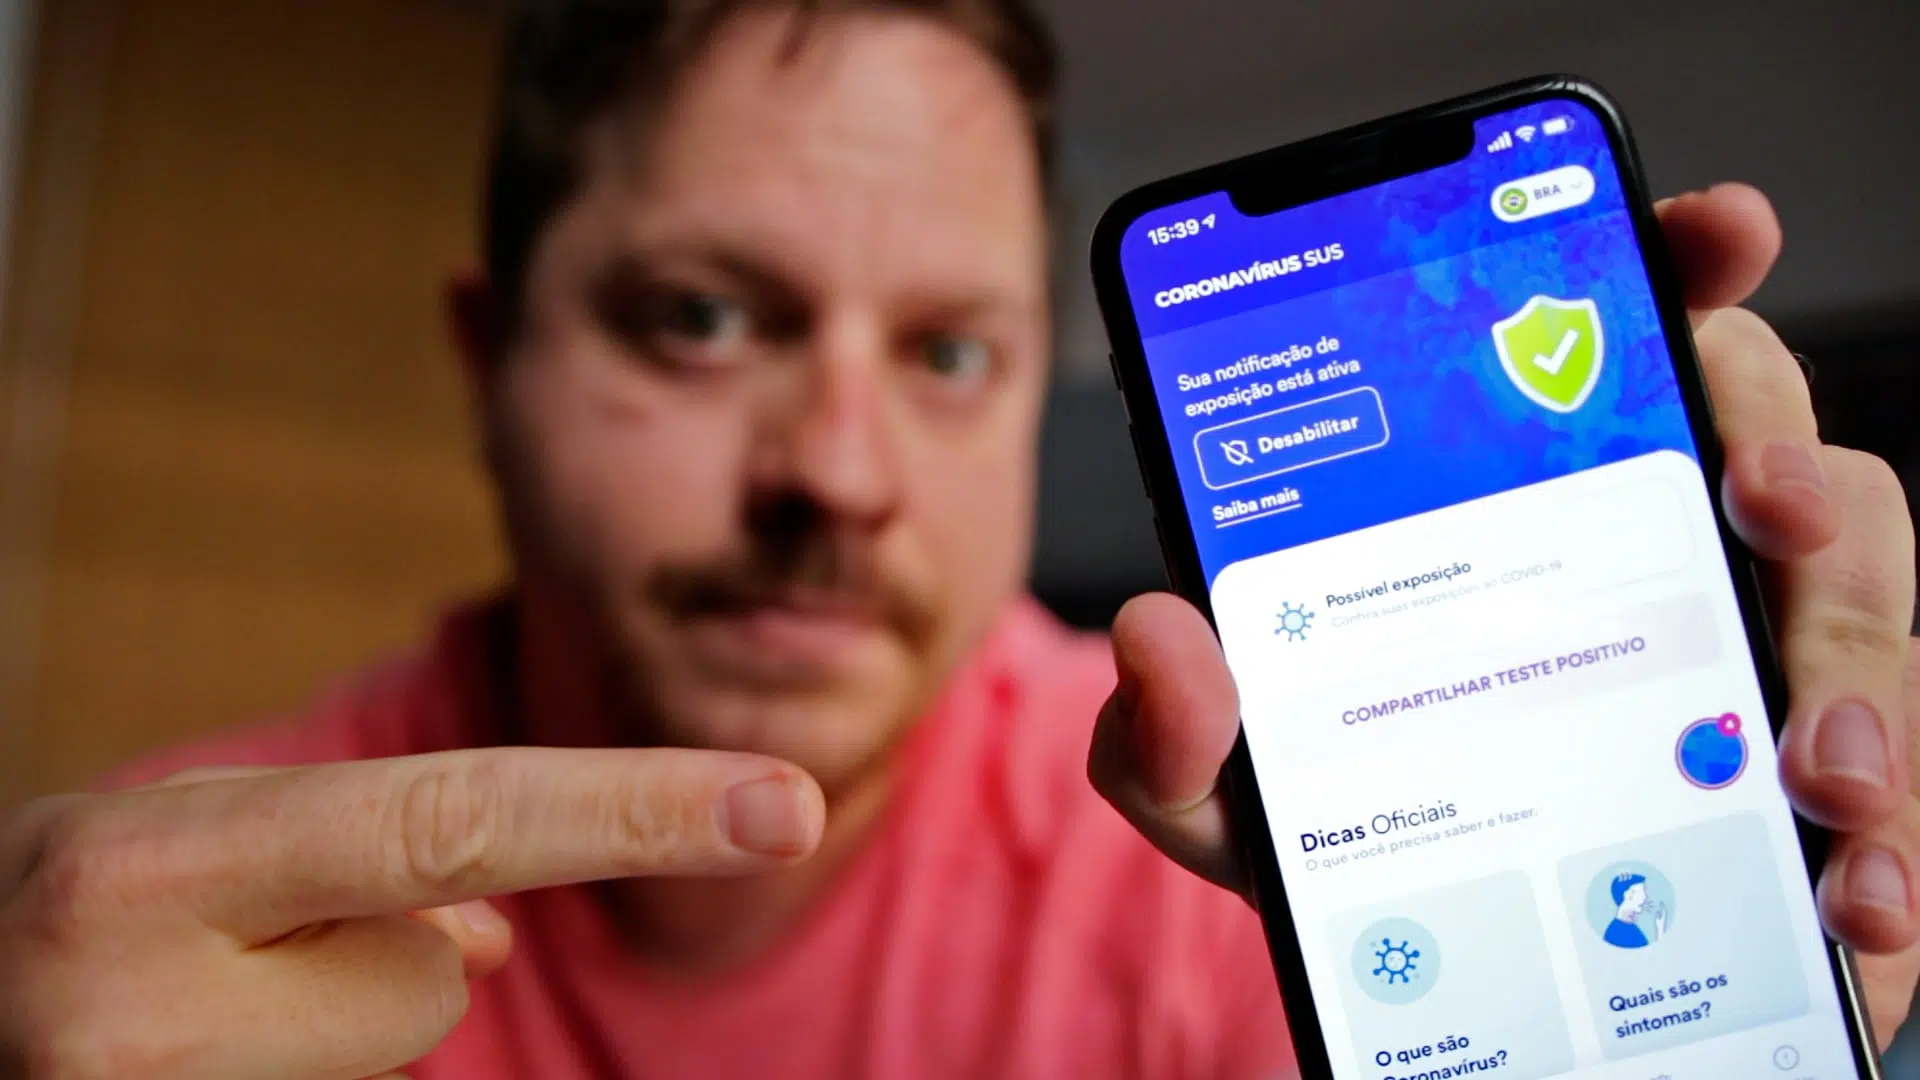 15:39
BRA
CORONAVÍRUS SUS
Sua notificação de
exposição está ativa
Desabilitar
Saiba mais
Possível exposição
Confira suas exposições ao COVID-19
COMPARTILHAR TESTE POSITIVO
4
Dicas Oficiais
O que você precisa saber e fazer.
O que são
Coronavírus?
Quais são os
sintomas?